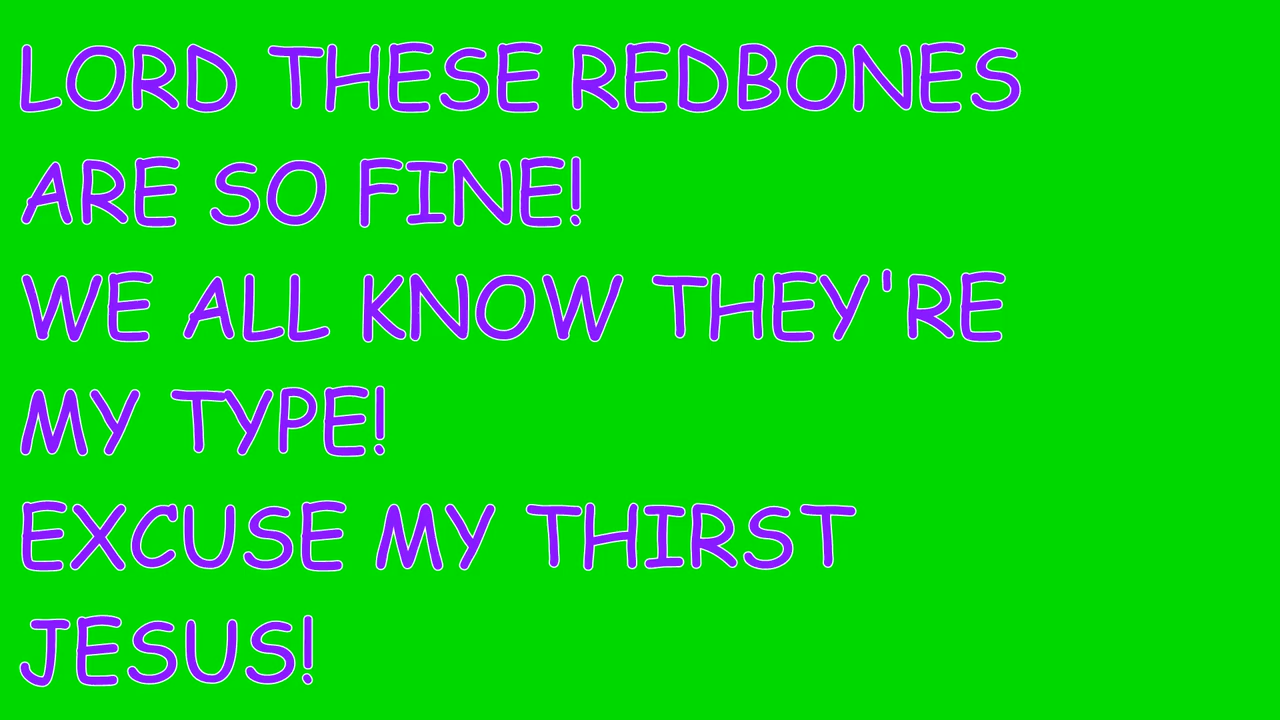 LORD THESE REDBONES
ARE SO FINE!
WE ALL KNOW THEY'RE
MY TYPE!
EXCUSE MY THIRST
JESUS!